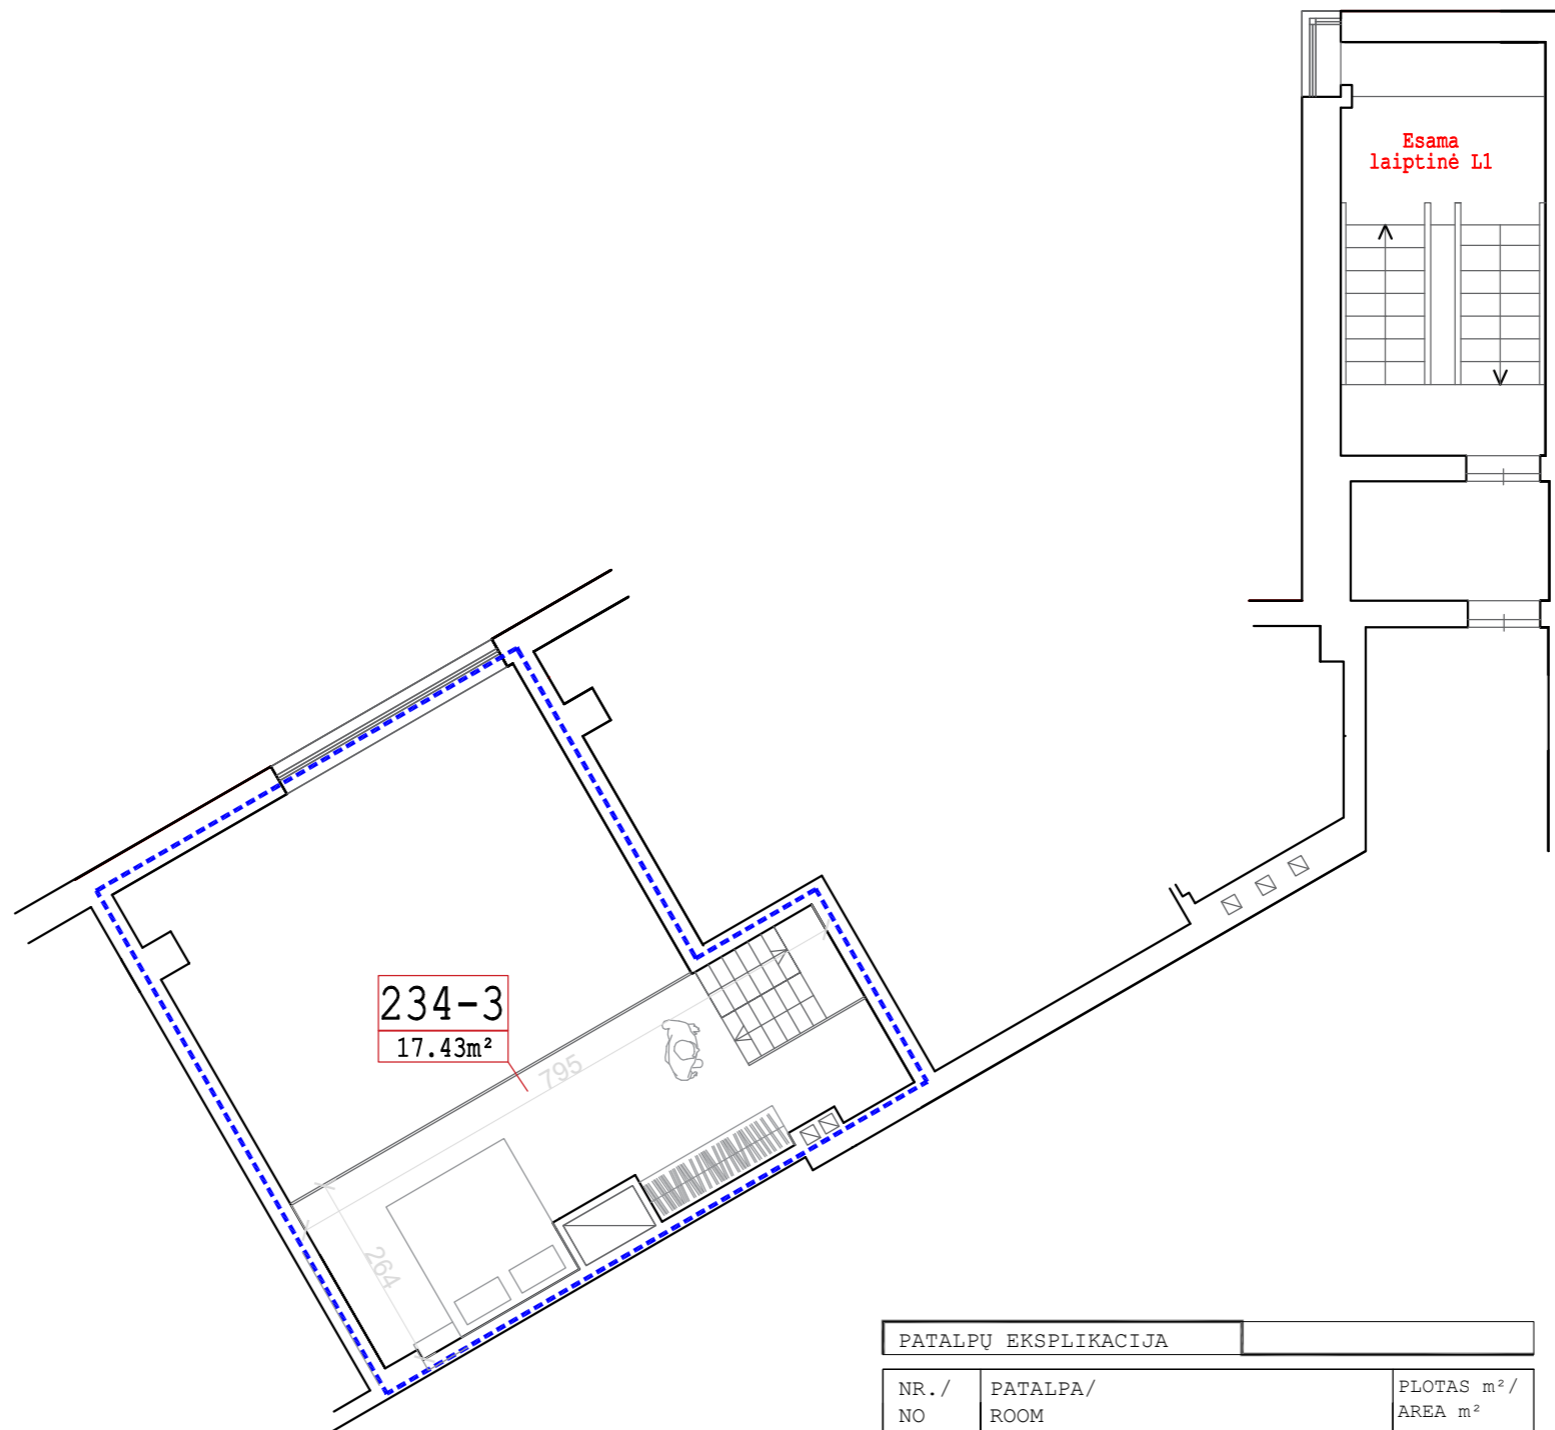 Esama
laiptinė L1
234-3
17.43m²
795
264
PATALPŲ EKSPLIKACIJA
NR./
NO
PATALPA/
ROOM
PLOTAS m²/
AREA m²